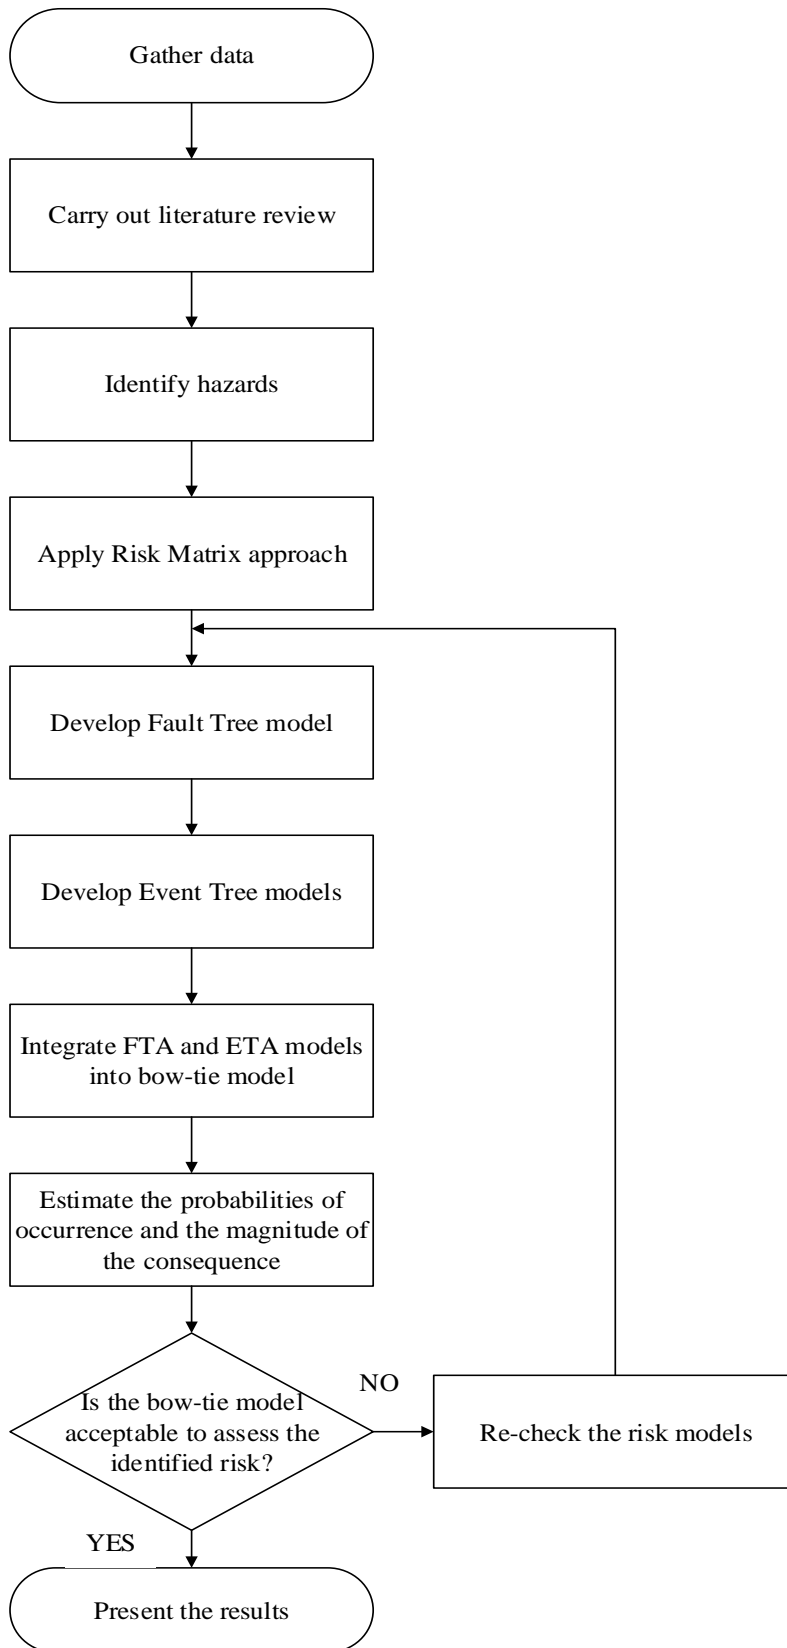 Gather data
Carry out literature review
Identify hazards
Apply Risk Matrix approach
Develop Fault Tree model
Develop Event Tree models
Integrate FTA and ETA models
into bow-tie model
Estimate the probabilities of
occurrence and the magnitude of
the consequence
Is the bow-tie model
acceptable to assess the
identified risk?
NO
Re-check the risk models
YES
Present the results